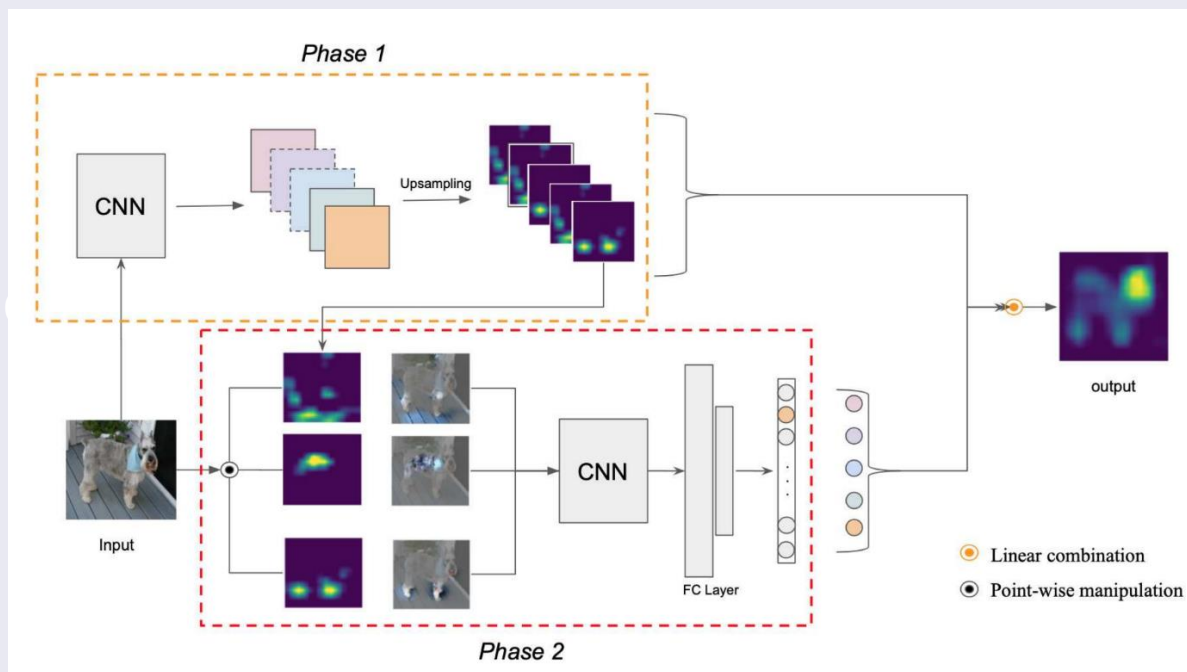 Phase 1
CNN
Upsampling
output
CNN
Input
FC Layer
Linear combination
Point-wise manipulation
Phase 2